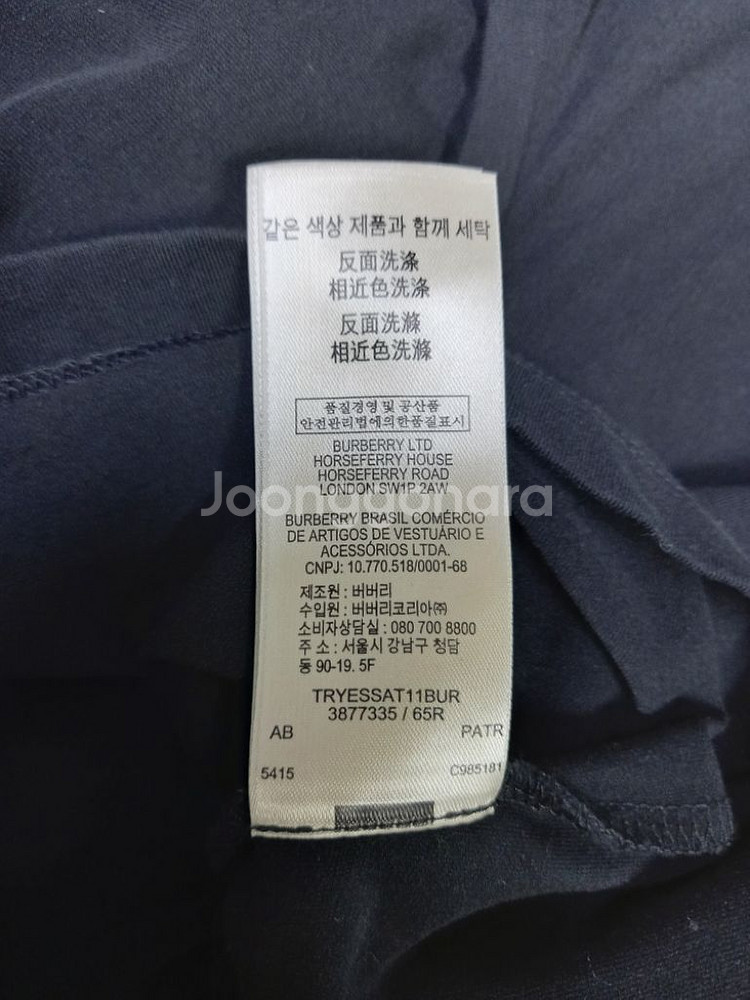 같은 색상 제품과 함께 세탁
反面洗涤
相近色洗涤
反面洗滌
相近色洗滌
품질경영 및 공산품
안전관리법에의한품질표시
BURBERRY LTD
HORSEFERRY HOUSE
HORSEFERRY ROAD
LONDON SW1P 2AW
Joonggonara
BURBERRY BRASIL COMÉRCIO
DE ARTIGOS DE VESTUÁRIO E
ACESSÓRIOS LTDA.
CNPJ: 10.770.518/0001-68
제조원 : 버버리
수입원 : 버버리코리아㈜
소비자상담실 : 080 700 8800
주 소 : 서울시 강남구 청담
동 90-19. 5F
TRYESSAT11BUR
3877335 / 65R
AB PATR
5415 C985181